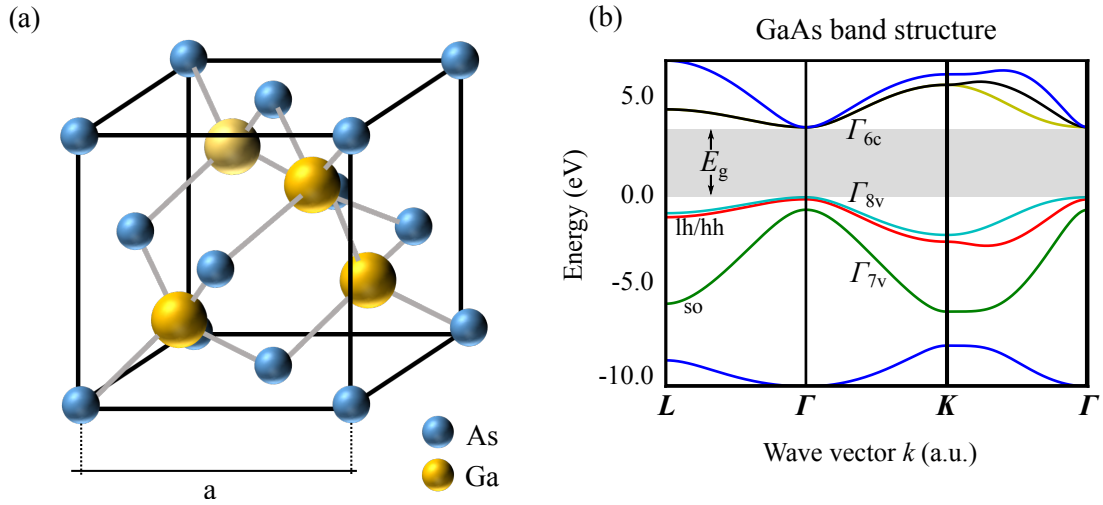 (a)
As
Ga
a
(b)
GaAs band structure
Energy (eV)
5.0
0.0
-5.0
-10.0
Γ6c
Eg
Γ8v
lh/hh
Γ7v
so
L Γ K Γ
Wave vector k (a.u.)